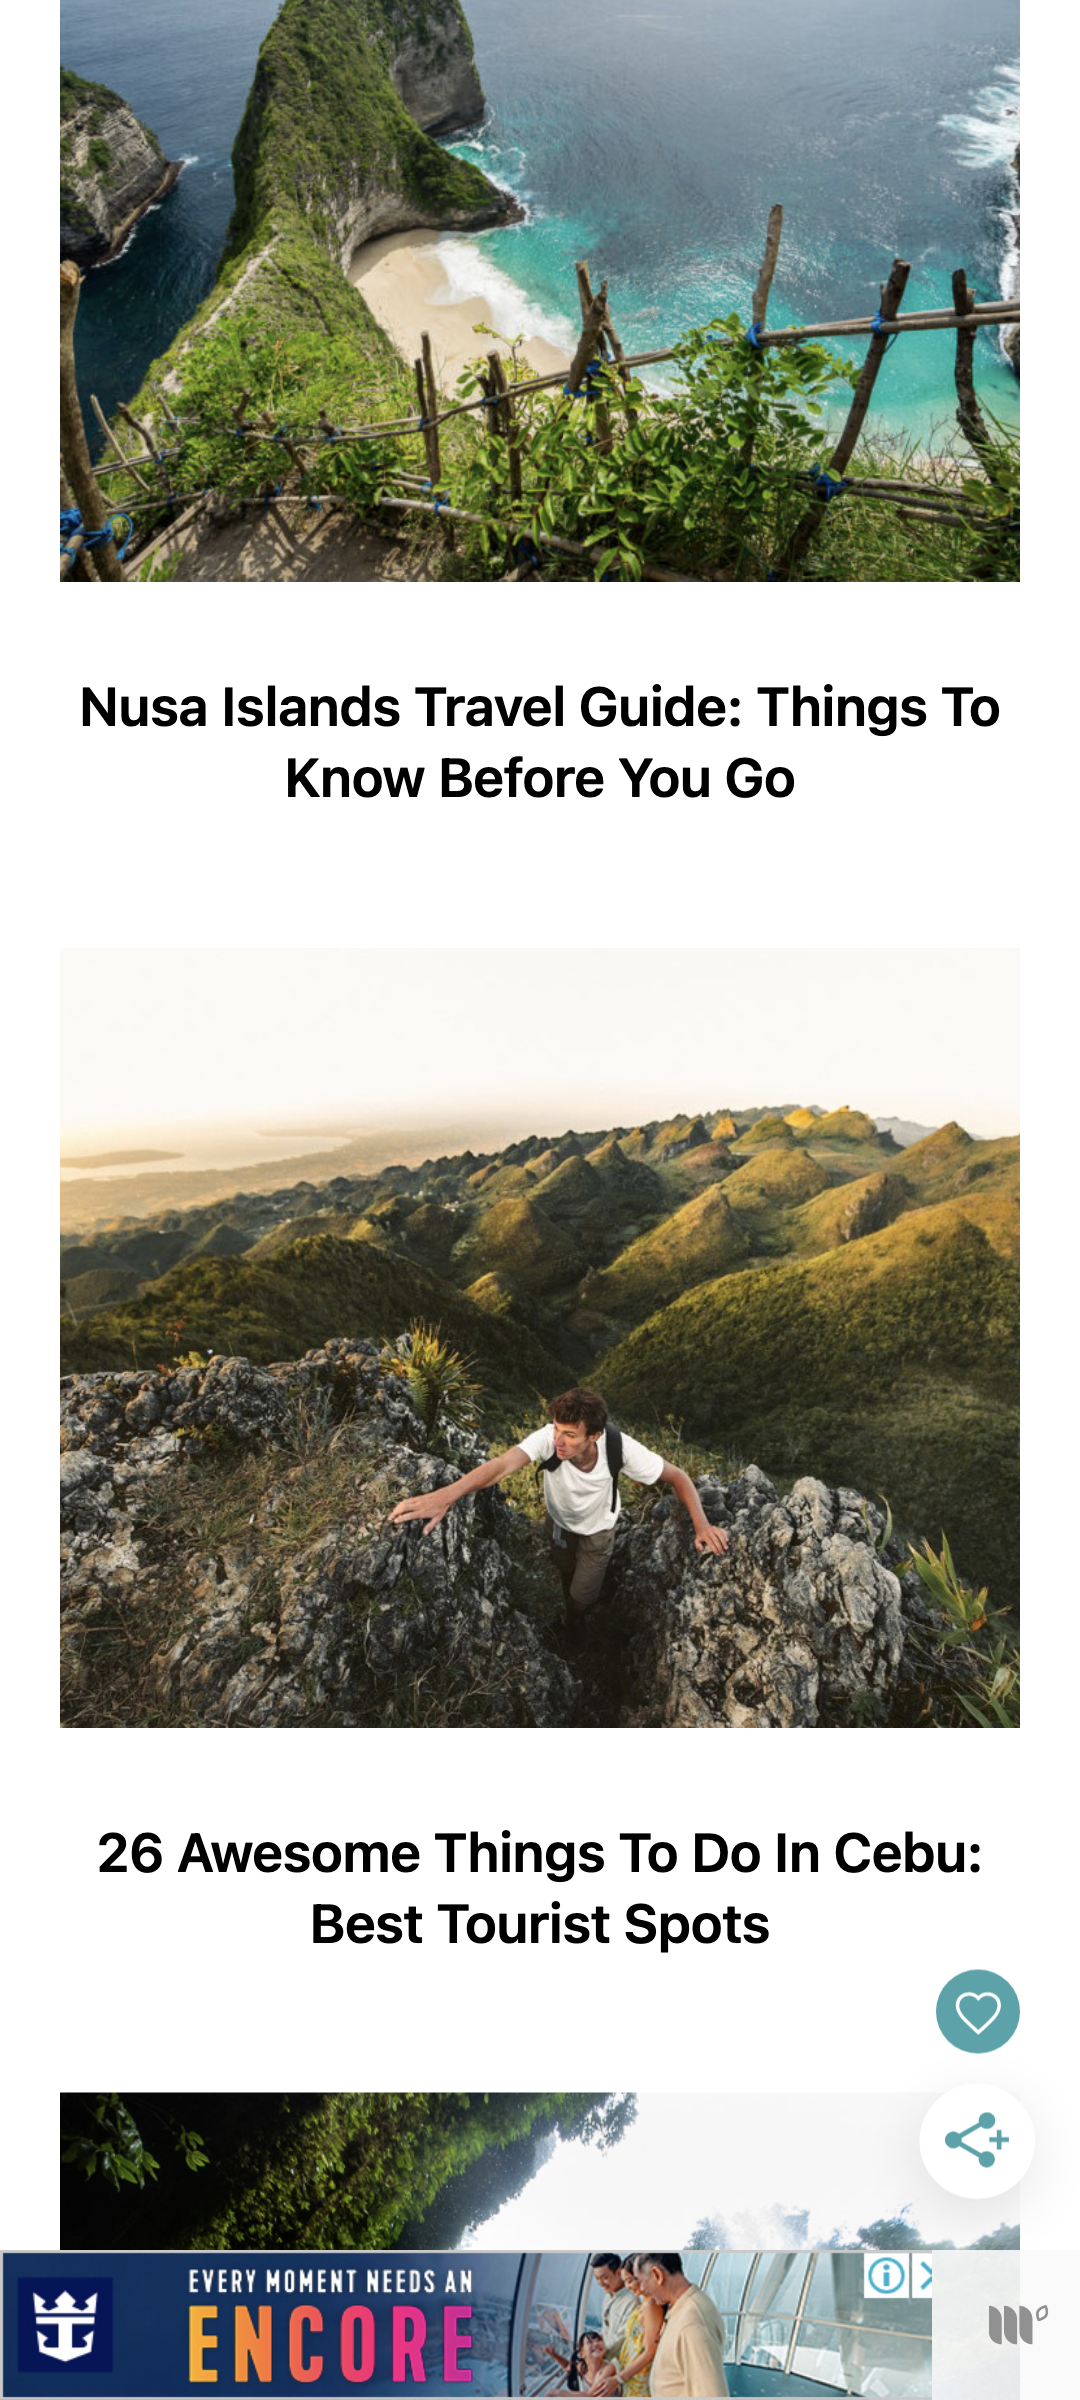 Nusa Islands Travel Guide: Things To
Know Before You Go
26 Awesome Things To Do In Cebu:
Best Tourist Spots
EVERY MOMENT NEEDS AN
ENCORE